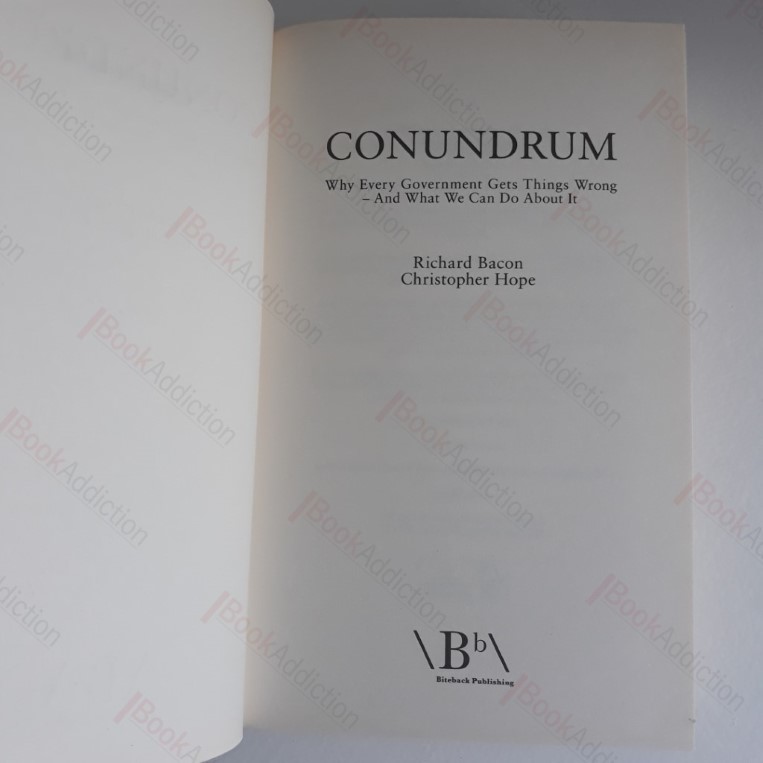 CONUNDRUM
Why Every Government Gets Things Wrong
– And What We Can Do About It
Richard Bacon
Christopher Hope
\Bb\
Biteback Publishing
BookAddiction